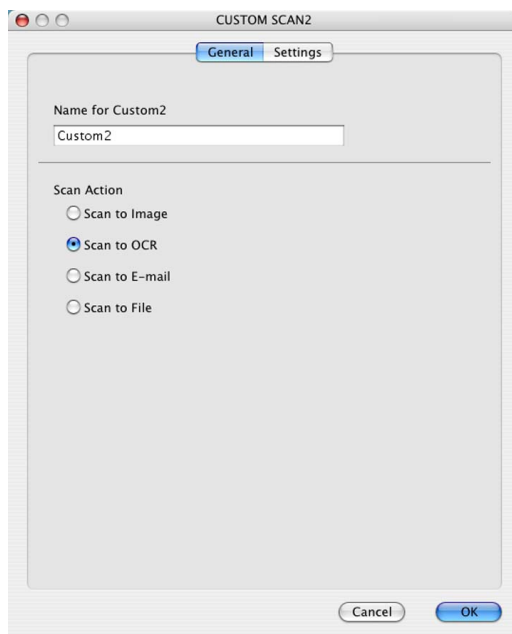 CUSTOM SCAN2
General Settings
Name for Custom2
Custom2
Scan Action
Scan to Image
Scan to OCR
Scan to E-mail
Scan to File
Cancel OK